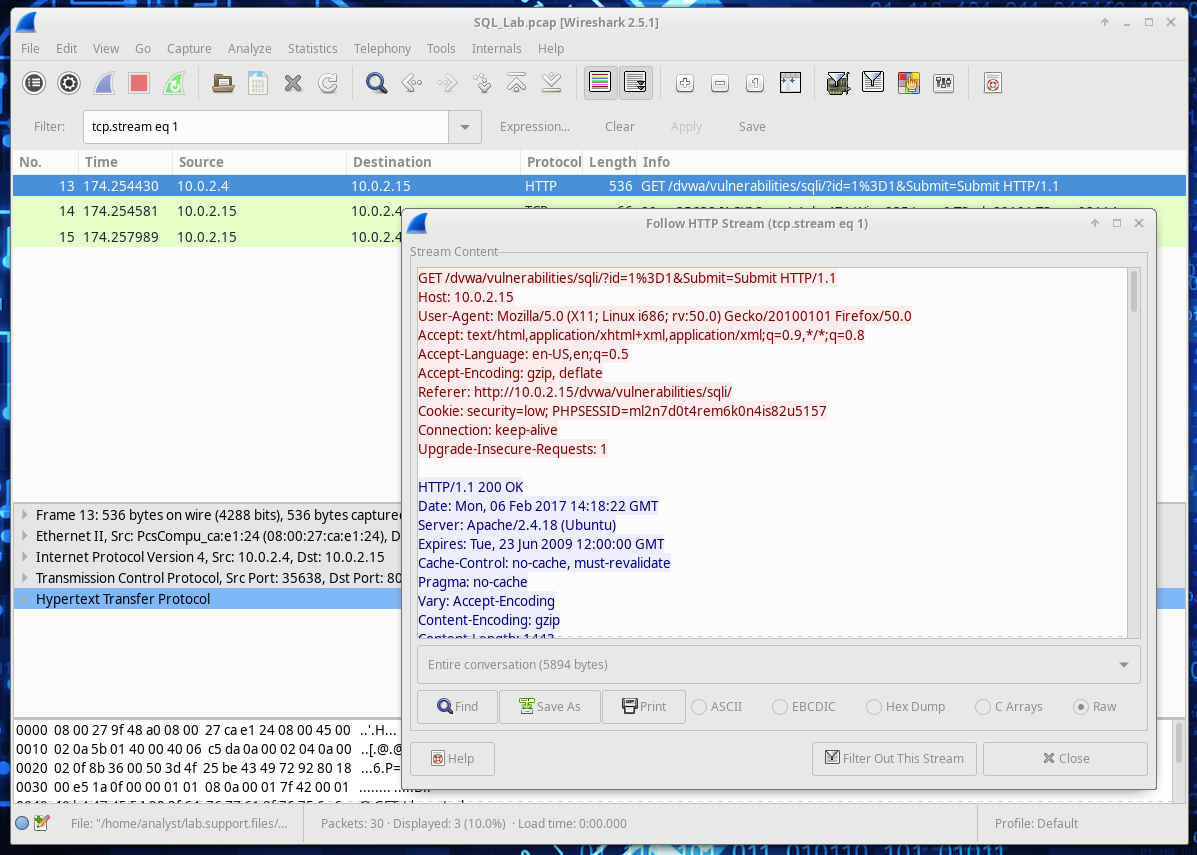 SQL_Lab.pcap [Wireshark 2.5.1]
File Edit View Go Capture Analyze Statistics Telephony Tools Internals Help
Filter: tcp.stream eq 1 Expression... Clear Apply Save
No. Time Source Destination Protocol Length Info
13 174.254430 10.0.2.4 10.0.2.15 HTTP 536 GET /dvwa/vulnerabilities/sqli/?id=1%3D1&Submit=Submit HTTP/1.1
14 174.254581 10.0.2.15 10.0.2.4
15 174.257989 10.0.2.15 10.0.2.4
Follow HTTP Stream (tcp.stream eq 1)
Stream Content
GET /dvwa/vulnerabilities/sqli/?id=1%3D1&Submit=Submit HTTP/1.1
Host: 10.0.2.15
User-Agent: Mozilla/5.0 (X11; Linux i686; rv:50.0) Gecko/20100101 Firefox/50.0
Accept: text/html,application/xhtml+xml,application/xml;q=0.9,*/*;q=0.8
Accept-Language: en-US,en;q=0.5
Accept-Encoding: gzip, deflate
Referer: http://10.0.2.15/dvwa/vulnerabilities/sqli/
Cookie: security=low; PHPSESSID=ml2n7d0t4rem6k0n4is82u5157
Connection: keep-alive
Upgrade-Insecure-Requests: 1
HTTP/1.1 200 OK
Date: Mon, 06 Feb 2017 14:18:22 GMT
Server: Apache/2.4.18 (Ubuntu)
Expires: Tue, 23 Jun 2009 12:00:00 GMT
Cache-Control: no-cache, must-revalidate
Pragma: no-cache
Vary: Accept-Encoding
Content-Encoding: gzip
Content-Length: 1443
Entire conversation (5894 bytes)
Find Save As Print ASCII EBCDIC Hex Dump C Arrays Raw
Help Filter Out This Stream Close
Frame 13: 536 bytes on wire (4288 bits), 536 bytes captured
Ethernet II, Src: PcsCompu_ca:e1:24 (08:00:27:ca:e1:24), D
Internet Protocol Version 4, Src: 10.0.2.4, Dst: 10.0.2.15
Transmission Control Protocol, Src Port: 35638, Dst Port: 80
Hypertext Transfer Protocol
0000 08 00 27 9f 48 a0 08 00 27 ca e1 24 08 00 45 00 ..'.H...
0010 02 0a 5b 01 40 00 40 06 c5 da 0a 00 02 04 0a 00 ..[.@.@
0020 02 0f 8b 36 00 50 3d 4f 25 be 43 49 72 92 80 18 ...6.P=
0030 00 e5 1a 0f 00 00 01 01 08 0a 00 01 7f 42 00 01 ........
File: "/home/analyst/lab.support.files/... Packets: 30 · Displayed: 3 (10.0%) · Load time: 0:00.000 Profile: Default